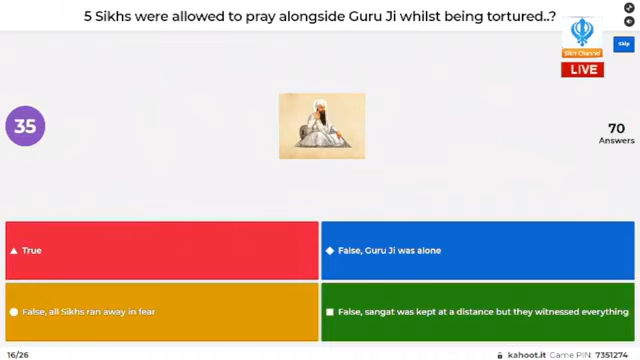 5 Sikhs were allowed to pray alongside Guru Ji whilst being tortured..?
Skip
Sikh Channel
LIVE
35
70
Answers
True
False, Guru Ji was alone
False, all Sikhs ran away in fear
False, sangat was kept at a distance but they witnessed everything
16/26
kahoot.it Game PIN: 7351274